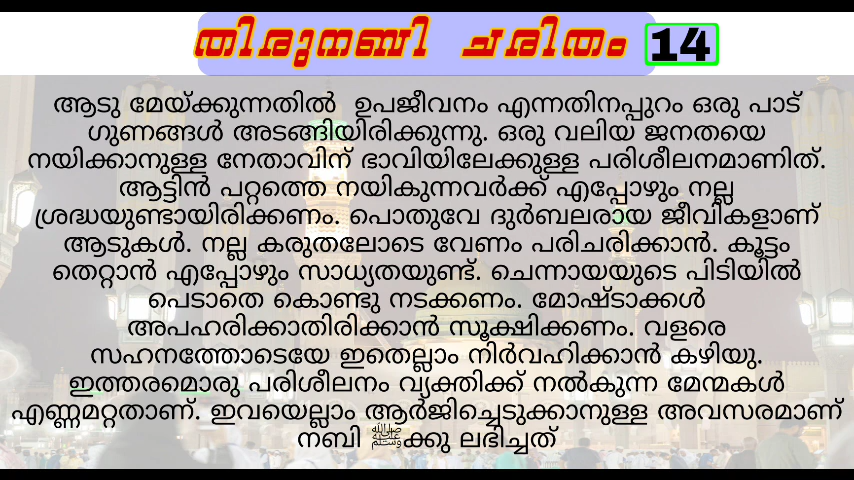 തിരുനബി ചരിതം 14
ആടു മേയ്ക്കുന്നതിൽ ഉപജീവനം എന്നതിനപ്പുറം ഒരു പാട്
ഗുണങ്ങൾ അടങ്ങിയിരിക്കുന്നു. ഒരു വലിയ ജനതയെ
നയിക്കാനുള്ള നേതാവിന് ഭാവിയിലേക്കുള്ള പരിശീലനമാണിത്.
ആട്ടിൻ പറ്റത്തെ നയികുന്നവർക്ക് എപ്പോഴും നല്ല
ശ്രദ്ധയുണ്ടായിരിക്കണം. പൊതുവേ ദുർബലരായ ജീവികളാണ്
ആടുകൾ. നല്ല കരുതലോടെ വേണം പരിചരിക്കാൻ. കൂട്ടം
തെറ്റാൻ എപ്പോഴും സാധ്യതയുണ്ട്. ചെന്നായയുടെ പിടിയിൽ
പെടാതെ കൊണ്ടു നടക്കണം. മോഷ്ടാക്കൾ
അപഹരിക്കാതിരിക്കാൻ സൂക്ഷിക്കണം. വളരെ
സഹനത്തോടെയേ ഇതെല്ലാം നിർവഹിക്കാൻ കഴിയു.
ഇത്തരമൊരു പരിശീലനം വ്യക്തിക്ക് നൽകുന്ന മേന്മകൾ
എണ്ണമറ്റതാണ്. ഇവയെല്ലാം ആർജിച്ചെടുക്കാനുള്ള അവസരമാണ്
നബി ﷺക്കു ലഭിച്ചത്